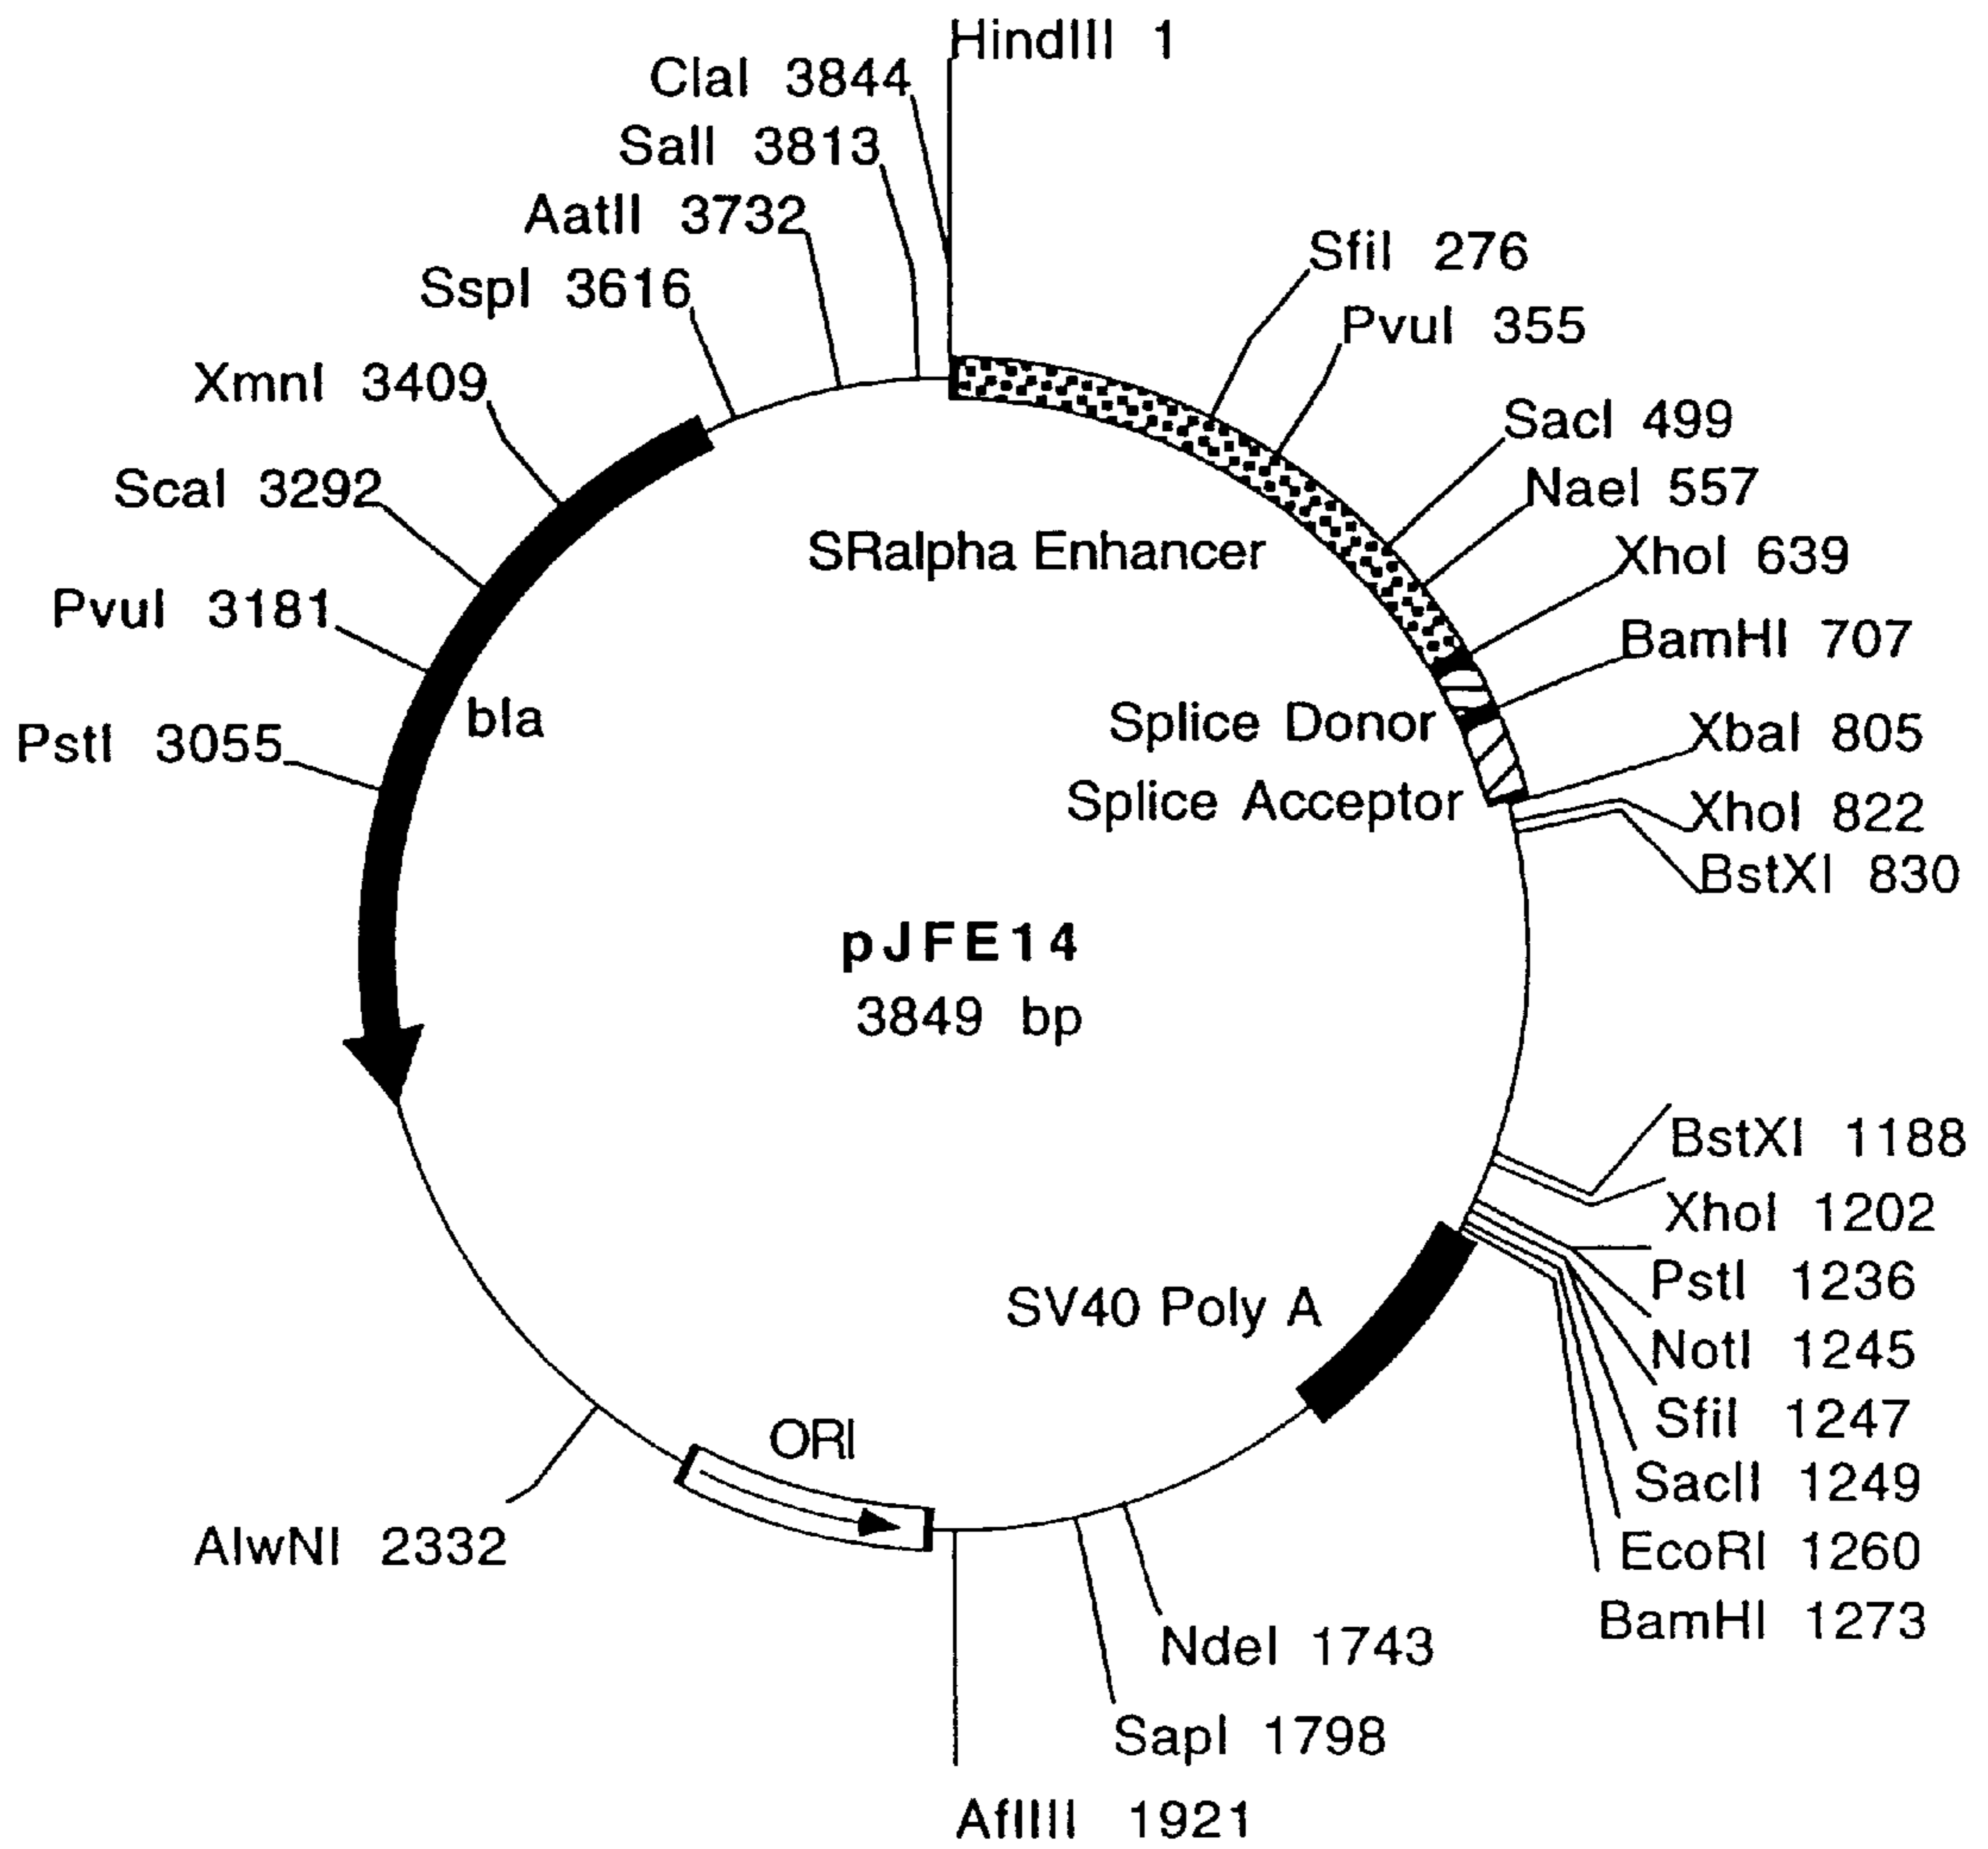 HindIII 1
ClaI 3844
SalI 3813
AatII 3732
SspI 3616
XmnI 3409
ScaI 3292
PvuI 3181
PstI 3055
SfiI 276
PvuI 355
SacI 499
NaeI 557
XhoI 639
BamHI 707
XbaI 805
XhoI 822
BstXI 830
SRalpha Enhancer
bla
Splice Donor
Splice Acceptor
pJFE14
3849 bp
BstXI 1188
XhoI 1202
PstI 1236
NotI 1245
SfiI 1247
SacII 1249
EcoRI 1260
BamHI 1273
SV40 Poly A
ORI
AlwNI 2332
NdeI 1743
SapI 1798
AflIII 1921